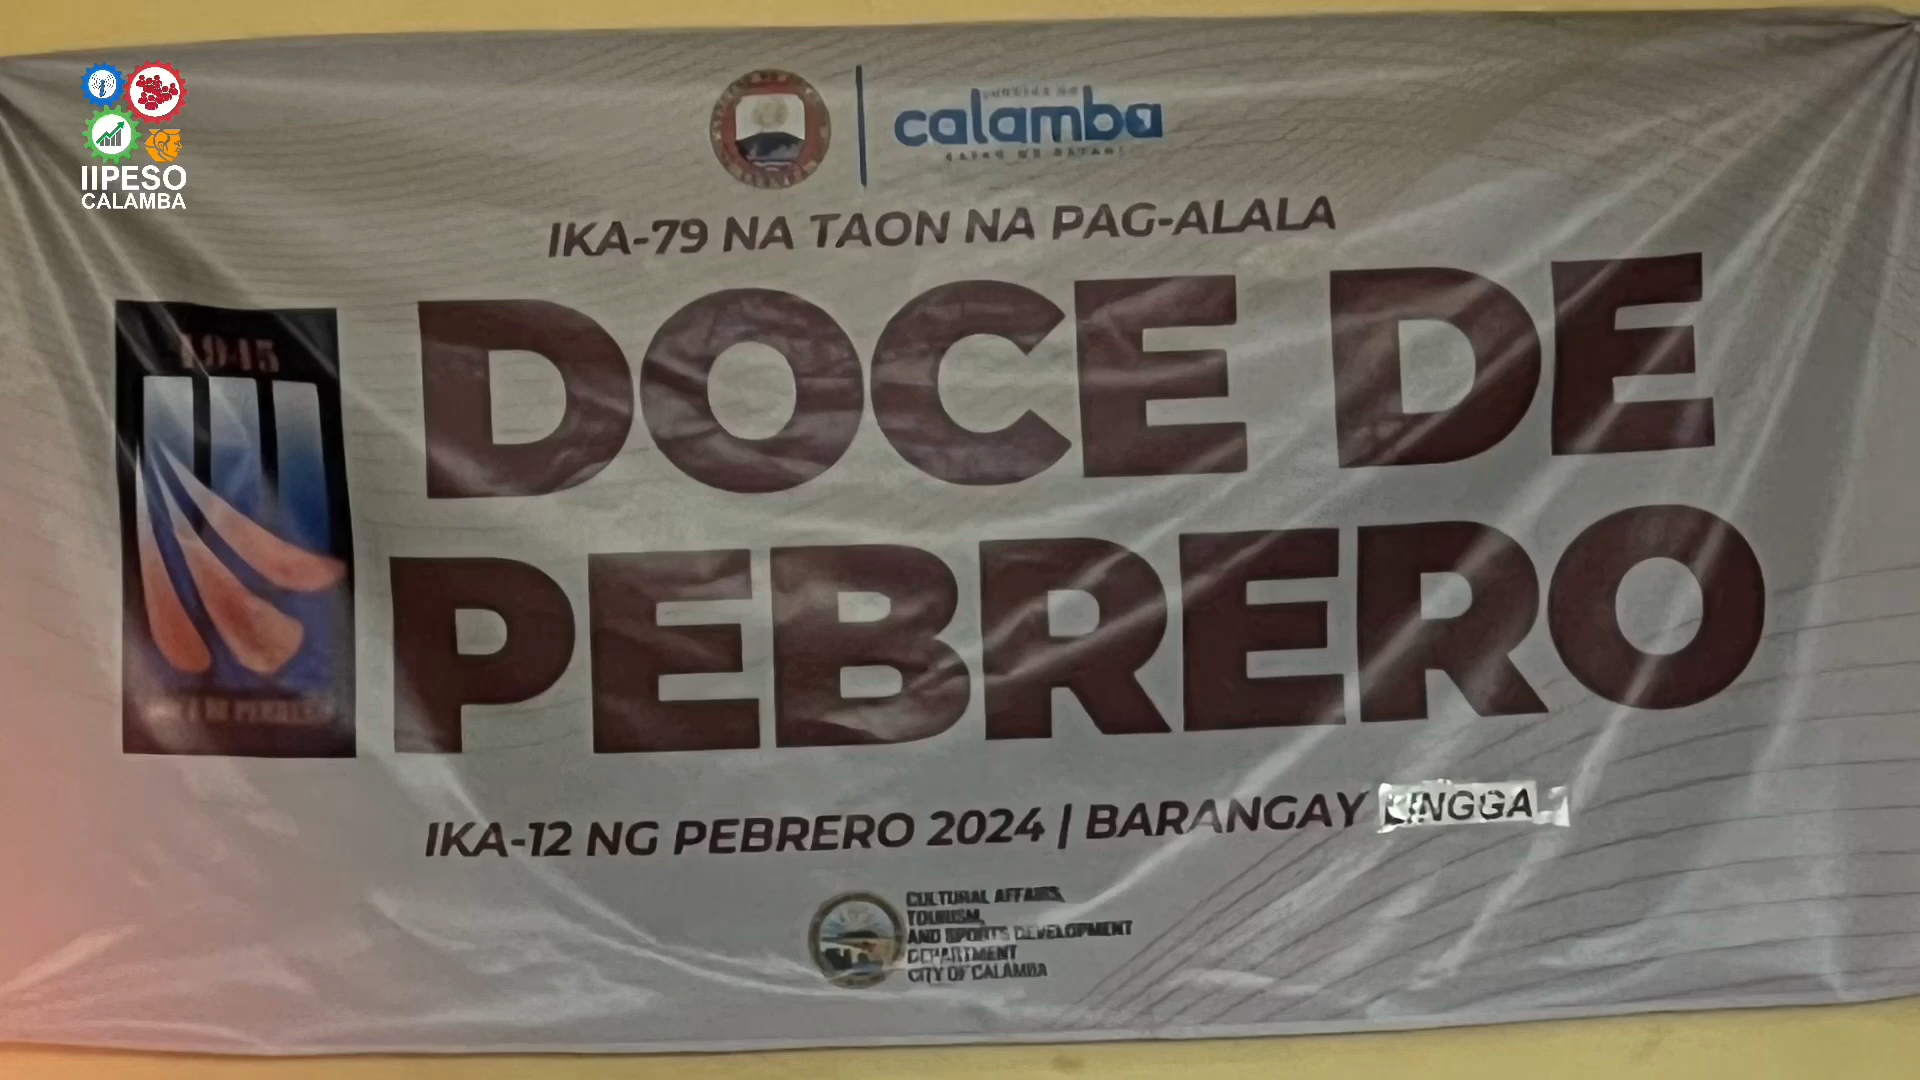 IIPESO
CALAMBA
calamba
IKA-79 NA TAON NA PAG-ALALA
1945
DOCE DE
PEBRERO
IKA-12 NG PEBRERO 2024 | BARANGAY LINGGA
CULTURAL AFFAIRS,
TOURISM,
AND SPORTS DEVELOPMENT
DEPARTMENT
CITY OF CALAMBA